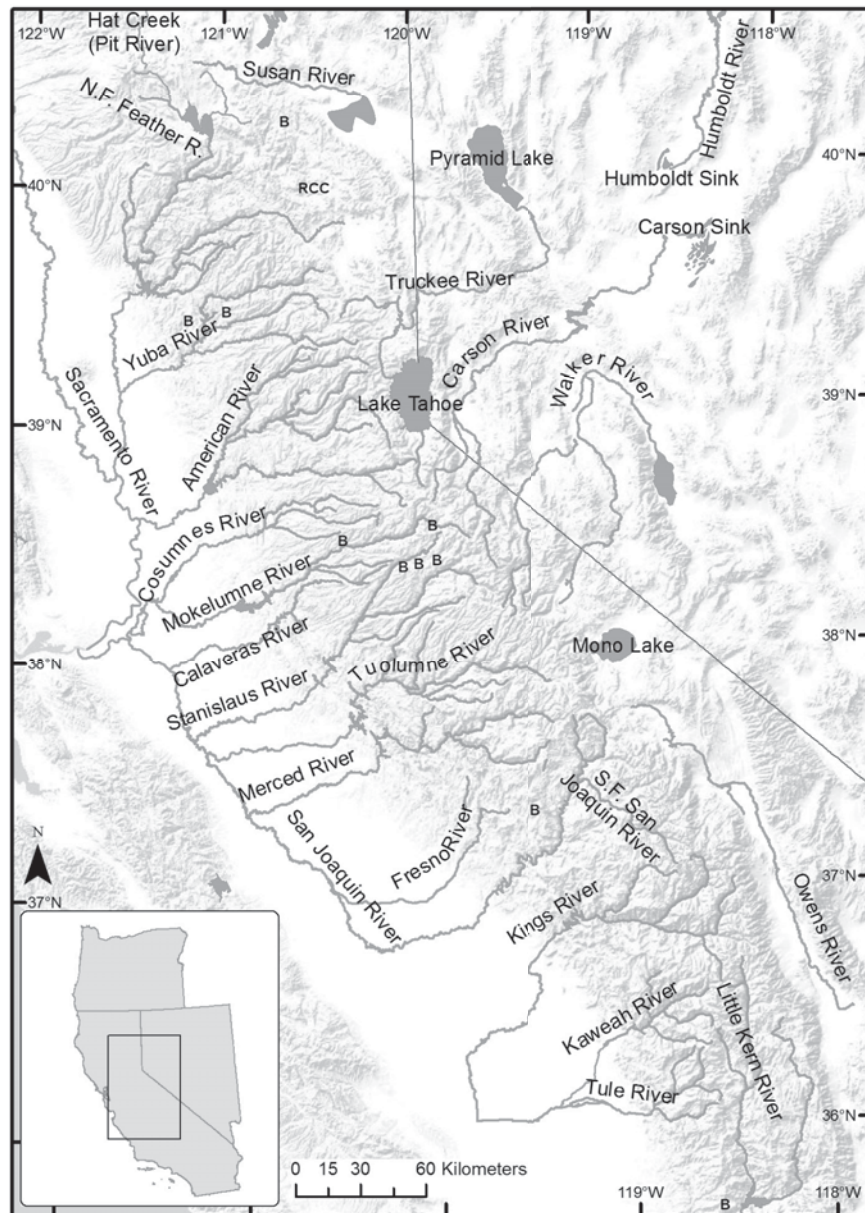 122°W
Hat Creek
(Pit River)
121°W
120°W
119°W
118°W
Susan River
Humboldt River
N.F. Feather R.
B
Pyramid Lake
40°N
Humboldt Sink
40°N
RCC
Carson Sink
Truckee River
B
B
Yuba River
Carson River
Walker River
Sacramento River
American River
Lake Tahoe
39°N
39°N
Cosumnes River
B
B
B B B
Mokelumne River
38°N
Calaveras River
Mono Lake
38°N
Tuolumne River
Stanislaus River
Merced River
S.F. San
Joaquin River
San Joaquin River
FresnoRiver
B
N
37°N
37°N
Kings River
Owens River
Kaweah River
Little Kern River
Tule River
36°N
0 15 30 60 Kilometers
119°W
118°W
B